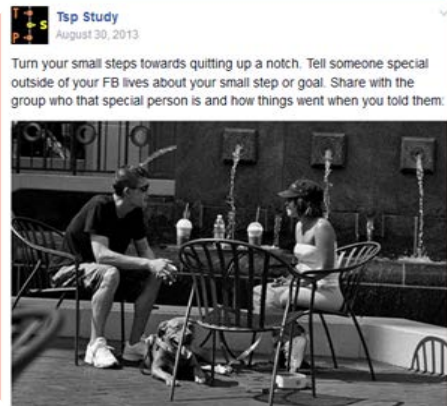 T S P
Tsp Study
August 30, 2013
Turn your small steps towards quitting up a notch. Tell someone special
outside of your FB lives about your small step or goal. Share with the
group who that special person is and how things went when you told them: